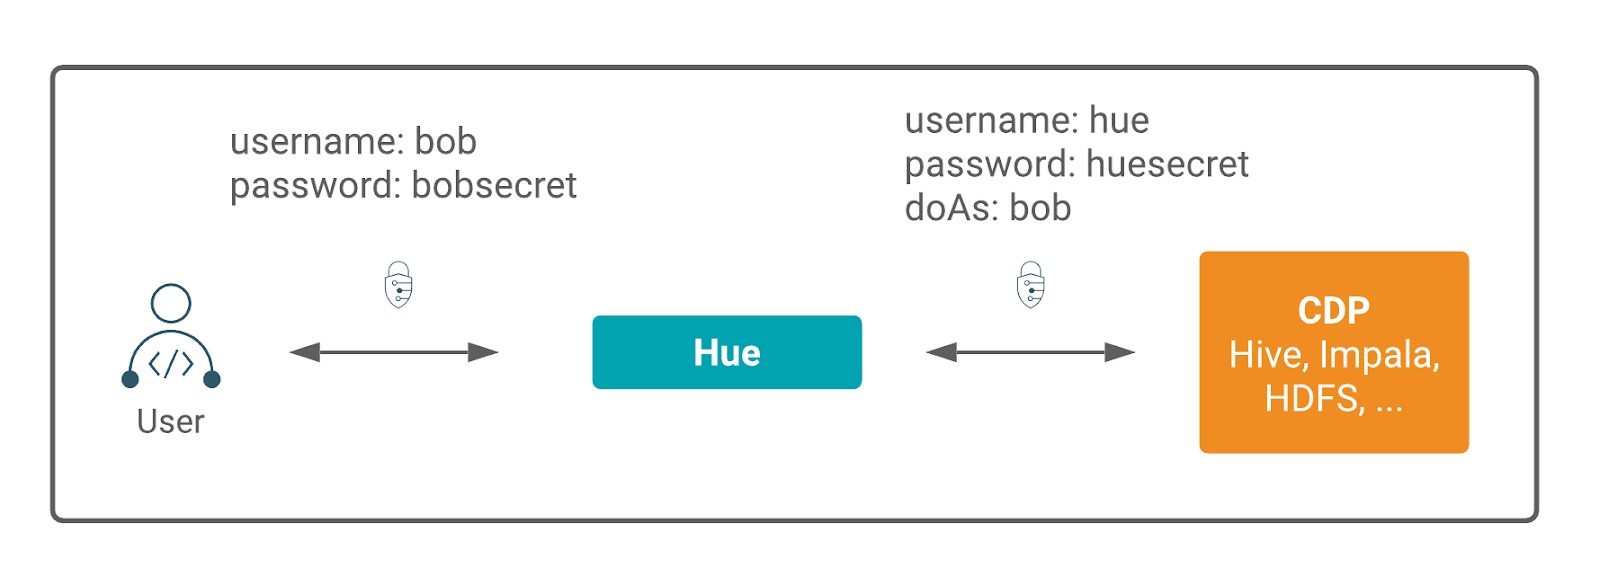 username: bob
password: bobsecret
username: hue
password: huesecret
doAs: bob
</>
User
Hue
CDP
Hive, Impala,
HDFS, ...